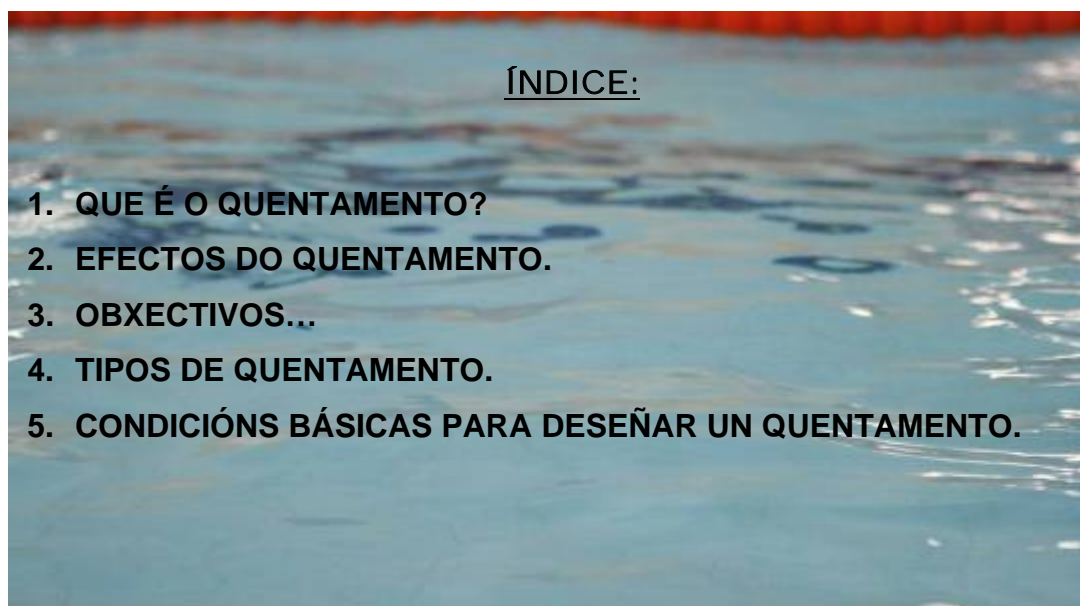 ÍNDICE:
1. QUE É O QUENTAMENTO?
2. EFECTOS DO QUENTAMENTO.
3. OBXECTIVOS…
4. TIPOS DE QUENTAMENTO.
5. CONDICIÓNS BÁSICAS PARA DESEÑAR UN QUENTAMENTO.